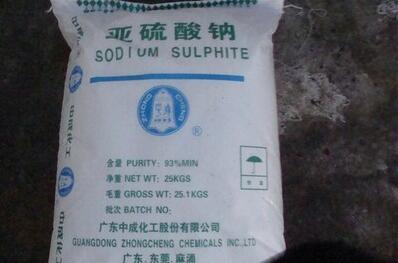 亚硫酸钠
SODIUM SULPHITE
ZHONG CHENG
®
含量 PURITY: 93%MIN
净重 NET WT: 25KGS
毛重 GROSS WT: 25.1KGS
批次 BATCH NO:
广东中成化工股份有限公司
GUANGDONG ZHONGCHENG CHEMICALS INC.,LTD
广东.东莞.麻涌